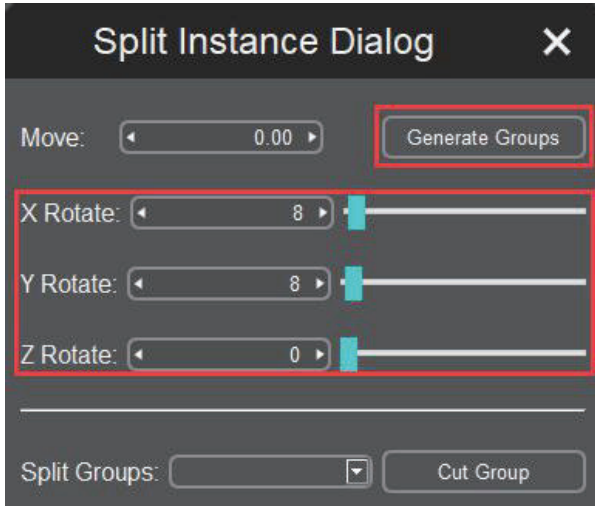 Split Instance Dialog
Move: 0.00 Generate Groups
X Rotate: 8
Y Rotate: 8
Z Rotate: 0
Split Groups: Cut Group